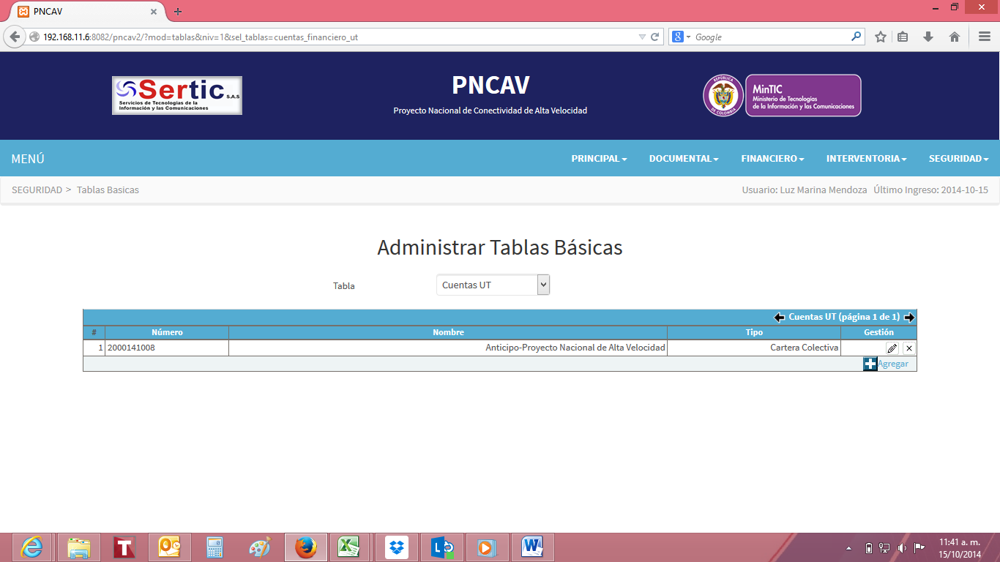 PNCAV
192.168.11.6:8082/pncav2/?mod=tablas&niv=1&sel_tablas=cuentas_financiero_ut
Google
Sertic S.A.S
Servicios de Tecnologías de la
Información y las Comunicaciones
PNCAV
Proyecto Nacional de Conectividad de Alta Velocidad
REPÚBLICA
DE COLOMBIA
MinTIC
Ministerio de Tecnologías
de la Información y las Comunicaciones
MENÚ
PRINCIPAL
DOCUMENTAL
FINANCIERO
INTERVENTORIA
SEGURIDAD
SEGURIDAD > Tablas Basicas
Usuario: Luz Marina Mendoza Último Ingreso: 2014-10-15
Administrar Tablas Básicas
Tabla
Cuentas UT
Cuentas UT (página 1 de 1)
# Número Nombre Tipo Gestión
1 2000141008 Anticipo-Proyecto Nacional de Alta Velocidad Cartera Colectiva
Agregar
11:41 a. m.
15/10/2014